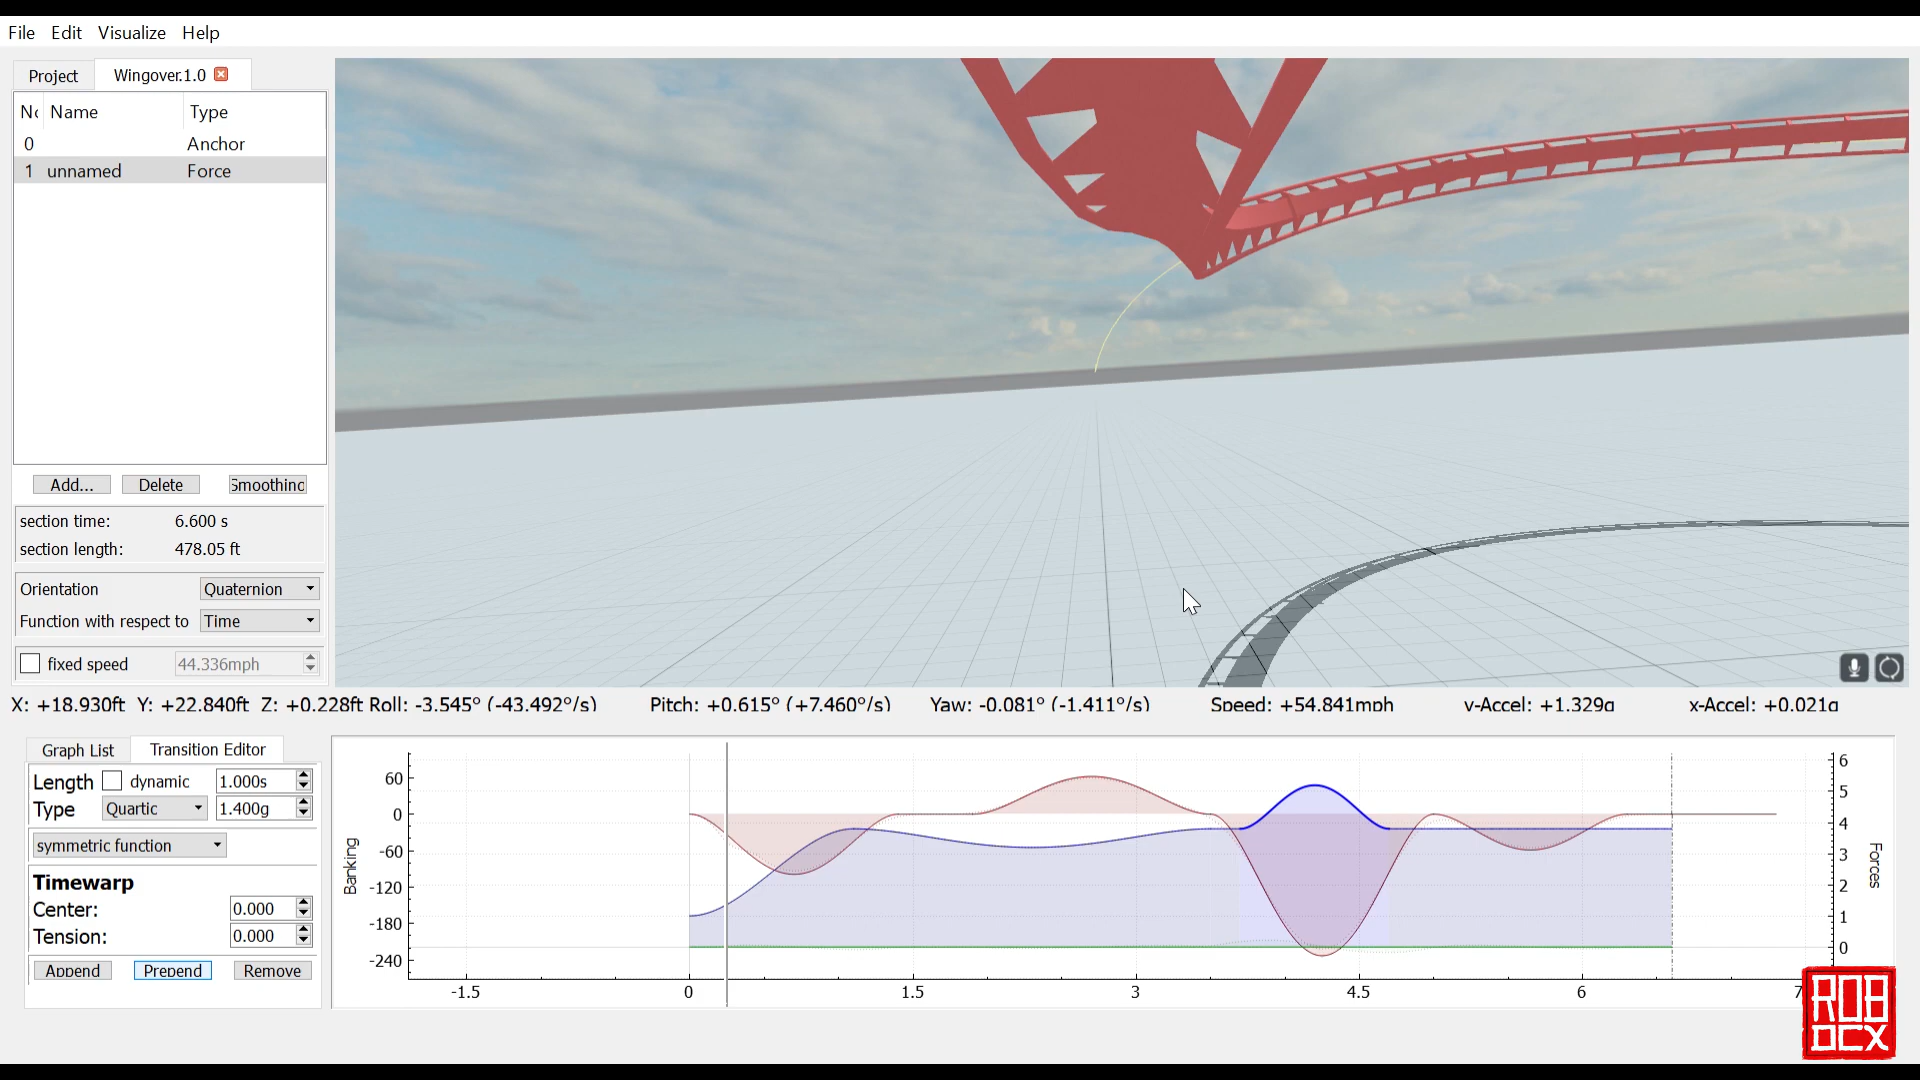 File Edit Visualize Help
Project Wingover.1.0
Nc Name Type
0 Anchor
1 unnamed Force
Add... Delete Smoothing
section time: 6.600 s
section length: 478.05 ft
Orientation Quaternion
Function with respect to Time
fixed speed 44.336mph
X: +18.930ft Y: +22.840ft Z: +0.228ft Roll: -3.545° (-43.492°/s) Pitch: +0.615° (+7.460°/s) Yaw: -0.081° (-1.411°/s) Speed: +54.841mph v-Accel: +1.329g x-Accel: +0.021g
Graph List Transition Editor
Length dynamic 1.000s
Type Quartic 1.400g
symmetric function
Timewarp
Center: 0.000
Tension: 0.000
Append Prepend Remove
Banking
60
0
-60
-120
-180
-240
-1.5 0 1.5 3 4.5 6 7
6
5
4
3
2
1
0
Forces
ROB
DCX